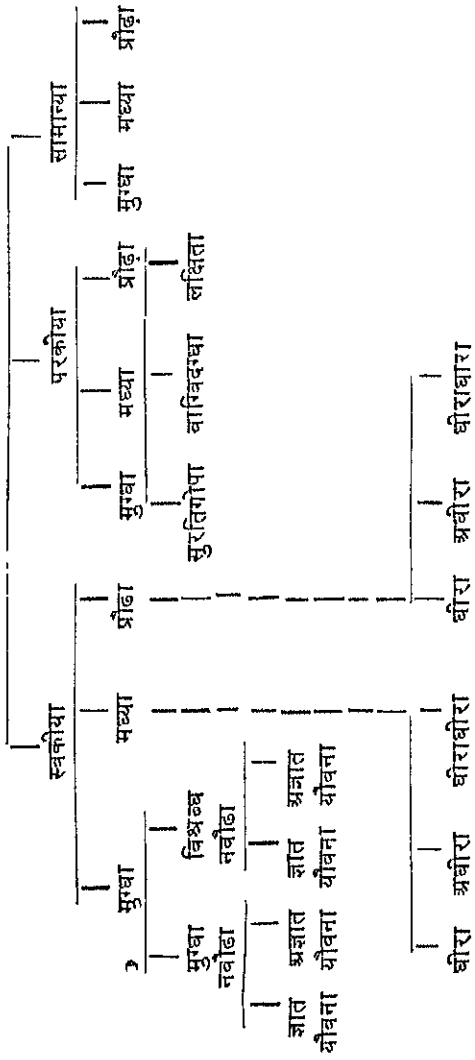 स्वकीया परकीया सामान्या
मुग्धा मध्या प्रौढा मुग्धा मध्या प्रौढ़ा मुग्धा मध्या प्रौढ़ा
मुग्धा नवोढा विश्रब्ध नवोढा सुरतिगोपा वाग्विदग्धा लक्षिता
ज्ञात यौवना अज्ञात यौवना ज्ञात यौवना अज्ञात यौवना
धीरा अधीरा धीराधीरा धीरा अधीरा धीराधारा